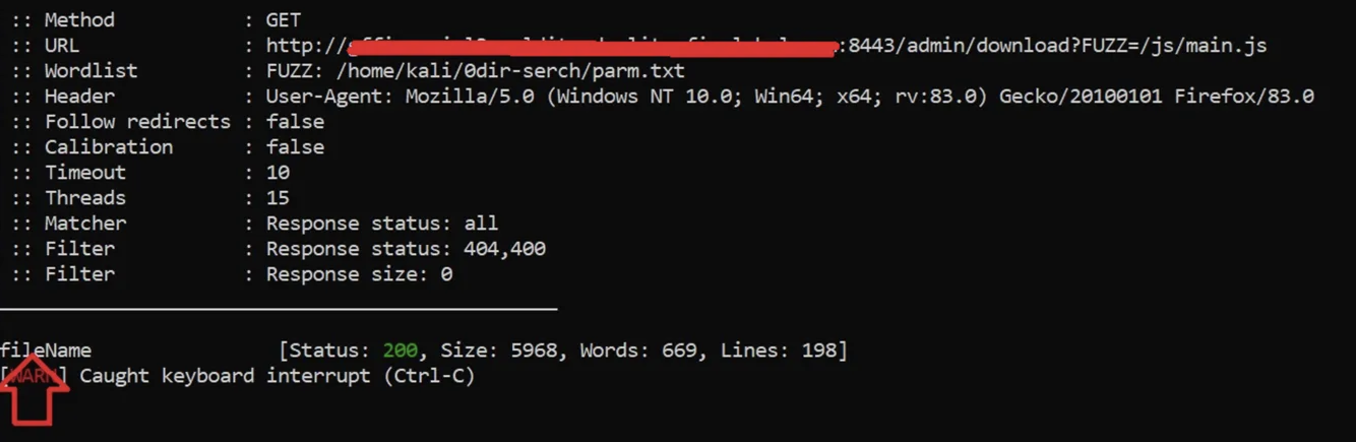 :: Method : GET
:: URL : http:// :8443/admin/download?FUZZ=/js/main.js
:: Wordlist : FUZZ: /home/kali/0dir-serch/parm.txt
:: Header : User-Agent: Mozilla/5.0 (Windows NT 10.0; Win64; x64; rv:83.0) Gecko/20100101 Firefox/83.0
:: Follow redirects : false
:: Calibration : false
:: Timeout : 10
:: Threads : 15
:: Matcher : Response status: all
:: Filter : Response status: 404,400
:: Filter : Response size: 0
fileName [Status: 200, Size: 5968, Words: 669, Lines: 198]
[WARN] Caught keyboard interrupt (Ctrl-C)